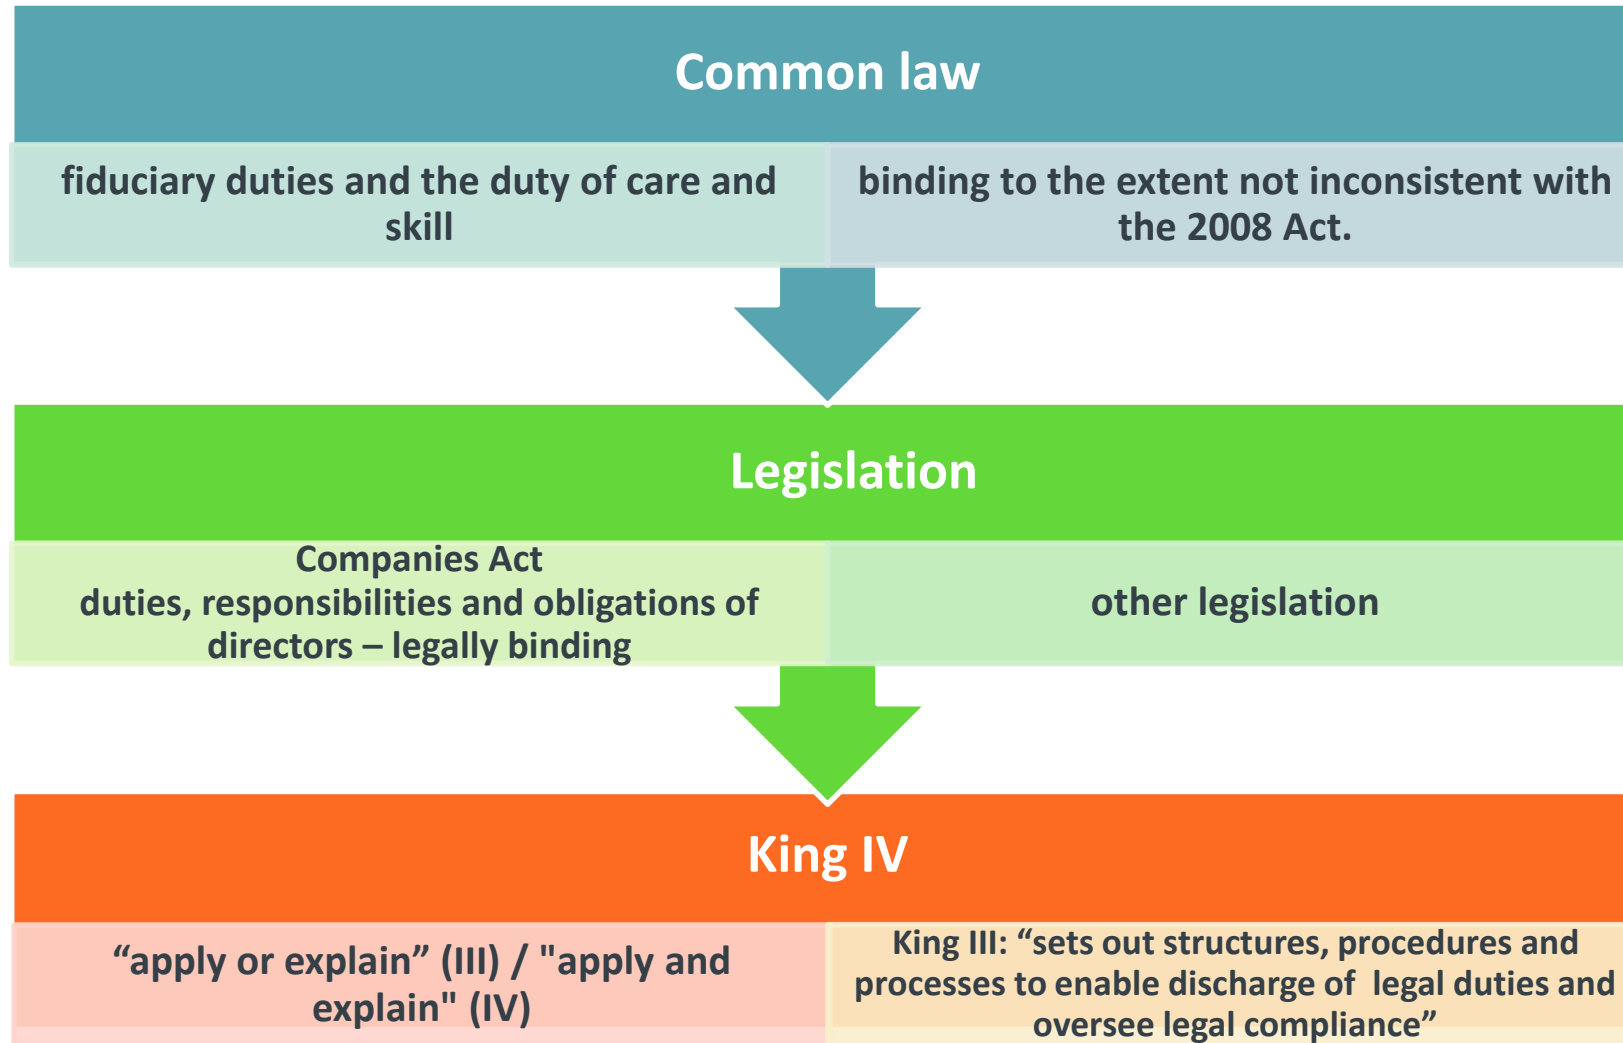 Common law
fiduciary duties and the duty of care and
skill
binding to the extent not inconsistent with
the 2008 Act.
Legislation
Companies Act
duties, responsibilities and obligations of
directors – legally binding
other legislation
King IV
“apply or explain” (III) / "apply and
explain" (IV)
King III: “sets out structures, procedures and
processes to enable discharge of  legal duties and
oversee legal compliance”